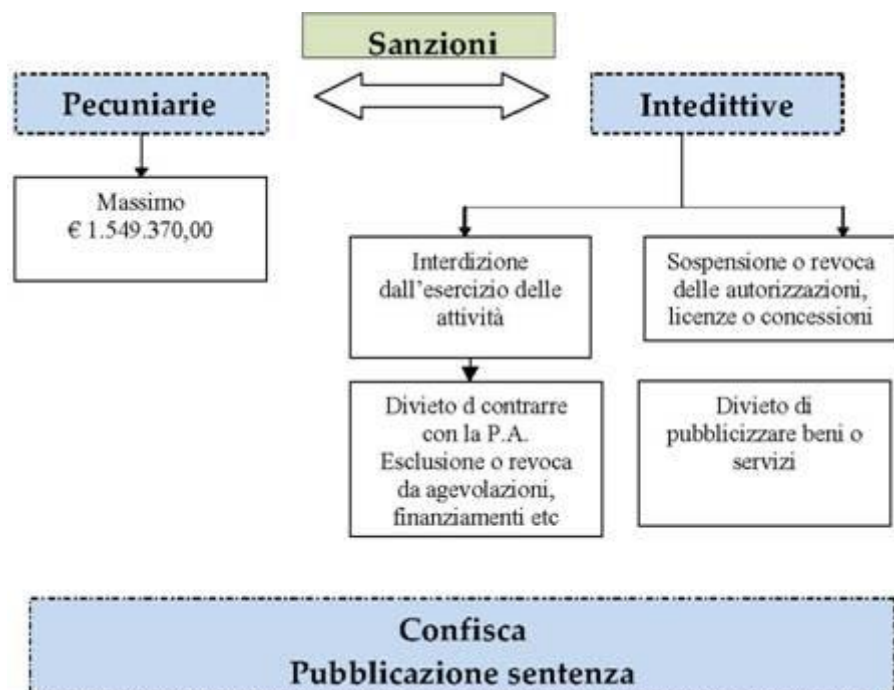 Sanzioni
Pecuniarie
Intedittive
Massimo
€ 1.549.370,00
Interdizione
dall'esercizio delle
attività
Sospensione o revoca
delle autorizzazioni,
licenze o concessioni
Divieto d contrarre
con la P.A.
Esclusione o revoca
da agevolazioni,
finanziamenti etc
Divieto di
pubblicizzare beni o
servizi
Confisca
Pubblicazione sentenza